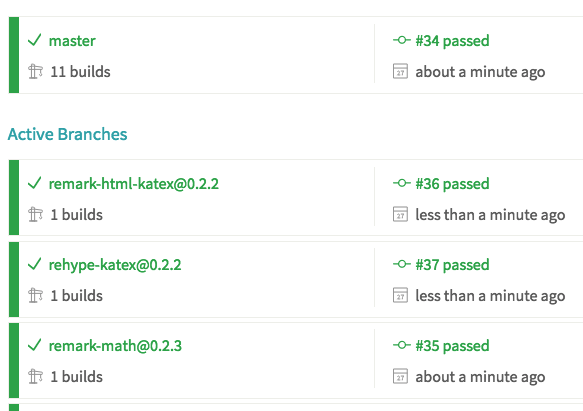 master #34 passed
11 builds about a minute ago
Active Branches
remark-html-katex@0.2.2 #36 passed
1 builds less than a minute ago
rehype-katex@0.2.2 #37 passed
1 builds less than a minute ago
remark-math@0.2.3 #35 passed
1 builds about a minute ago